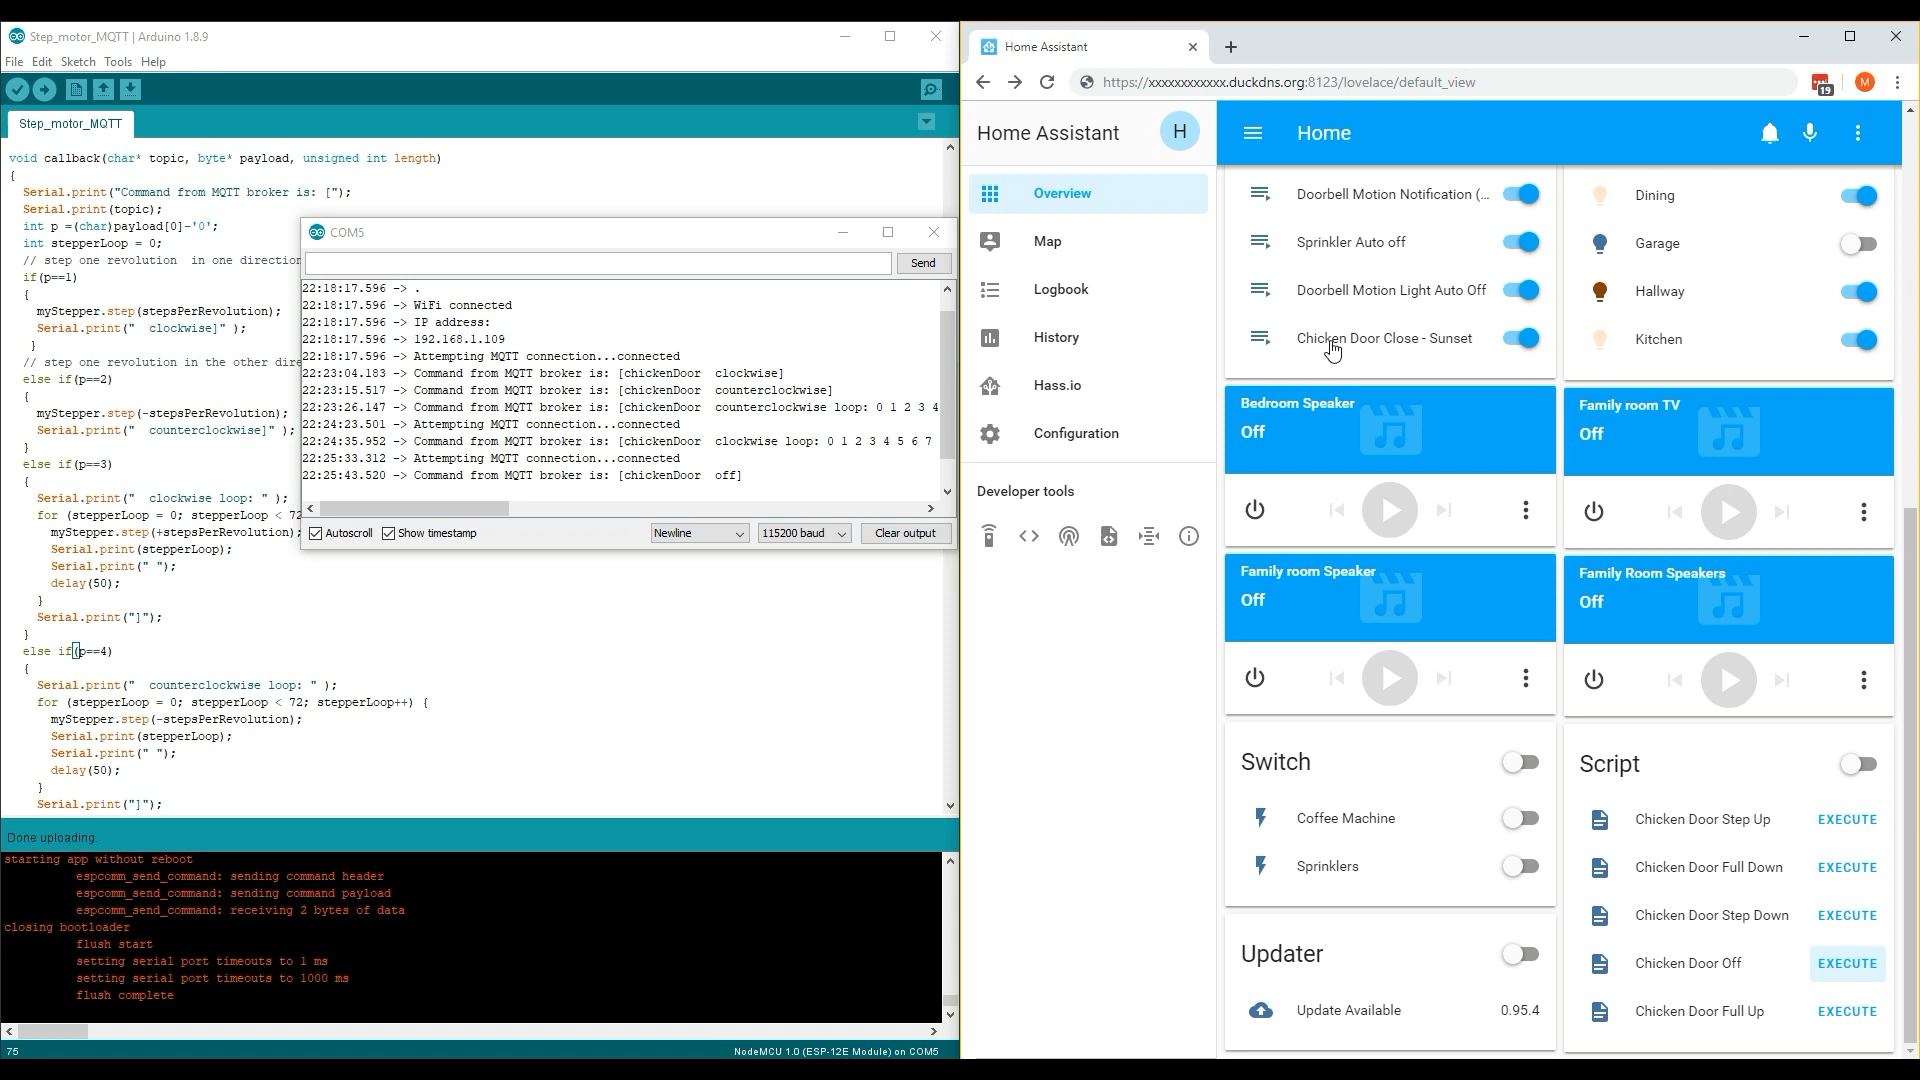 Step_motor_MQTT | Arduino 1.8.9
File Edit Sketch Tools Help
Step_motor_MQTT
void callback(char* topic, byte* payload, unsigned int length)
{
Serial.print("Command from MQTT broker is: [");
Serial.print(topic);
int p =(char)payload[0]-'0';
int stepperLoop = 0;
// step one revolution  in one direction
if(p==1)
{
myStepper.step(stepsPerRevolution);
Serial.print("  clockwise]" );
}
// step one revolution in the other dire
else if(p==2)
{
myStepper.step(-stepsPerRevolution);
Serial.print("  counterclockwise]" );
}
else if(p==3)
{
Serial.print("  clockwise loop: " );
for (stepperLoop = 0; stepperLoop < 72
myStepper.step(+stepsPerRevolution);
Serial.print(stepperLoop);
Serial.print(" ");
delay(50);
}
Serial.print("]");
}
else if(p==4)
{
Serial.print("  counterclockwise loop: " );
for (stepperLoop = 0; stepperLoop < 72; stepperLoop++) {
myStepper.step(-stepsPerRevolution);
Serial.print(stepperLoop);
Serial.print(" ");
delay(50);
}
Serial.print("]");
COM5
Send
22:18:17.596 -> .
22:18:17.596 -> WiFi connected
22:18:17.596 -> IP address:
22:18:17.596 -> 192.168.1.109
22:18:17.596 -> Attempting MQTT connection...connected
22:23:04.183 -> Command from MQTT broker is: [chickenDoor  clockwise]
22:23:15.517 -> Command from MQTT broker is: [chickenDoor  counterclockwise]
22:23:26.147 -> Command from MQTT broker is: [chickenDoor  counterclockwise loop: 0 1 2 3 4
22:24:23.501 -> Attempting MQTT connection...connected
22:24:35.952 -> Command from MQTT broker is: [chickenDoor  clockwise loop: 0 1 2 3 4 5 6 7
22:25:33.312 -> Attempting MQTT connection...connected
22:25:43.520 -> Command from MQTT broker is: [chickenDoor  off]
Autoscroll Show timestamp Newline 115200 baud Clear output
Done uploading.
starting app without reboot
espcomm_send_command: sending command header
espcomm_send_command: sending command payload
espcomm_send_command: receiving 2 bytes of data
closing bootloader
flush start
setting serial port timeouts to 1 ms
setting serial port timeouts to 1000 ms
flush complete
75 NodeMCU 1.0 (ESP-12E Module) on COM5
Home Assistant
https://xxxxxxxxxxxx.duckdns.org:8123/lovelace/default_view
19
M
Home Assistant
H
Overview
Map
Logbook
History
Hass.io
Configuration
Developer tools
Home
Doorbell Motion Notification (...
Sprinkler Auto off
Doorbell Motion Light Auto Off
Chicken Door Close - Sunset
Dining
Garage
Hallway
Kitchen
Bedroom Speaker
Off
Family room TV
Off
Family room Speaker
Off
Family Room Speakers
Off
Switch
Coffee Machine
Sprinklers
Updater
Update Available 0.95.4
Script
Chicken Door Step Up EXECUTE
Chicken Door Full Down EXECUTE
Chicken Door Step Down EXECUTE
Chicken Door Off EXECUTE
Chicken Door Full Up EXECUTE